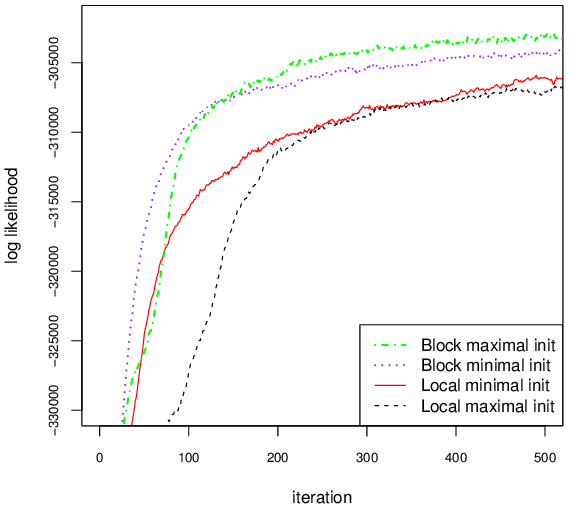 log likelihood
−305000
−310000
−315000
−320000
−325000
−330000
Block maximal init
Block minimal init
Local minimal init
Local maximal init
0 100 200 300 400 500
iteration